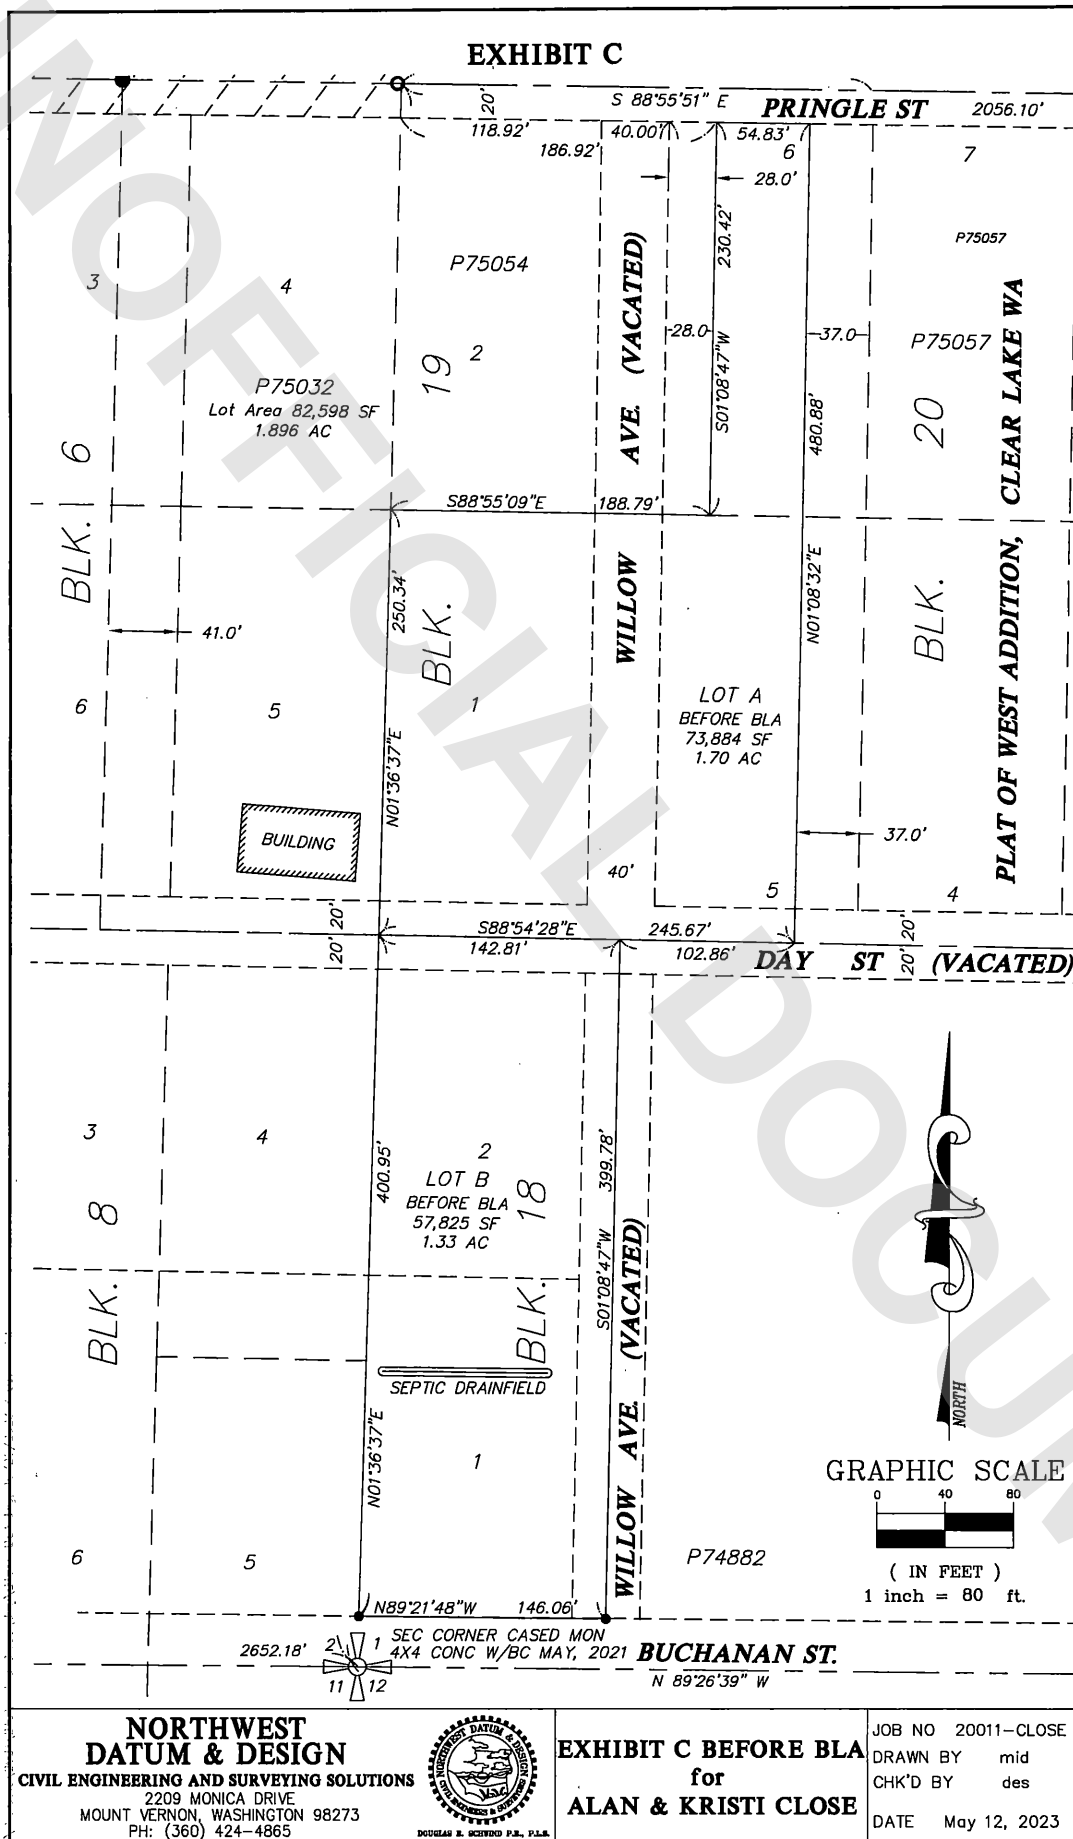 EXHIBIT C
20'
S 88°55'51" E
PRINGLE ST
2056.10'
118.92'
40.00'
54.83'
186.92'
6
7
28.0'
230.42'
P75057
P75054
3
4
AVE. (VACATED)
28.0
37.0
P75057
2
19
S01°08'47"W
P75032
Lot Area 82,598 SF
1.896 AC
480.88'
20
PLAT OF WEST ADDITION, CLEAR LAKE WA
BLK. 6
S88°55'09"E
188.79'
250.34'
WILLOW
N01°08'32"E
BLK.
BLK.
41.0'
LOT A
BEFORE BLA
73,884 SF
1.70 AC
6
5
1
N01°36'37"E
BUILDING
37.0'
40'
5
4
20'
S88°54'28"E
245.67'
20'
20'
142.81'
102.86'
DAY ST
20'
(VACATED)
3
4
2
400.95'
399.78'
LOT B
BEFORE BLA
57,825 SF
1.33 AC
18
8
S01°08'47"W
BLK.
BLK.
WILLOW AVE. (VACATED)
SEPTIC DRAINFIELD
NORTH
N01°36'37"E
1
GRAPHIC SCALE
0 40 80
( IN FEET )
1 inch = 80 ft.
6
5
P74882
N89°21'48"W
146.06'
2652.18'
2
1
SEC CORNER CASED MON
4X4 CONC W/BC MAY, 2021
BUCHANAN ST.
11
12
N 89°26'39" W
NORTHWEST
DATUM & DESIGN
CIVIL ENGINEERING AND SURVEYING SOLUTIONS
2209 MONICA DRIVE
MOUNT VERNON, WASHINGTON 98273
PH: (360) 424-4865
NORTHWEST DATUM & DESIGN
CIVIL ENGINEERS & SURVEYORS
DOUGLAS E. SCHWIND P.E., P.L.S.
EXHIBIT C BEFORE BLA
for
ALAN & KRISTI CLOSE
JOB NO 20011-CLOSE
DRAWN BY mid
CHK'D BY des
DATE May 12, 2023
UNOFFICIAL DOCUM